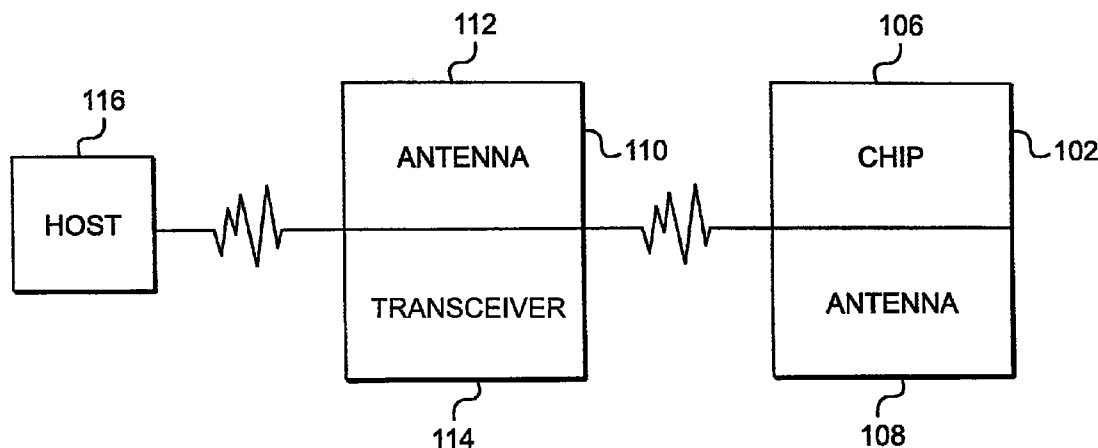 112
106
116
ANTENNA
110
CHIP
102
HOST
TRANSCEIVER
ANTENNA
114
108